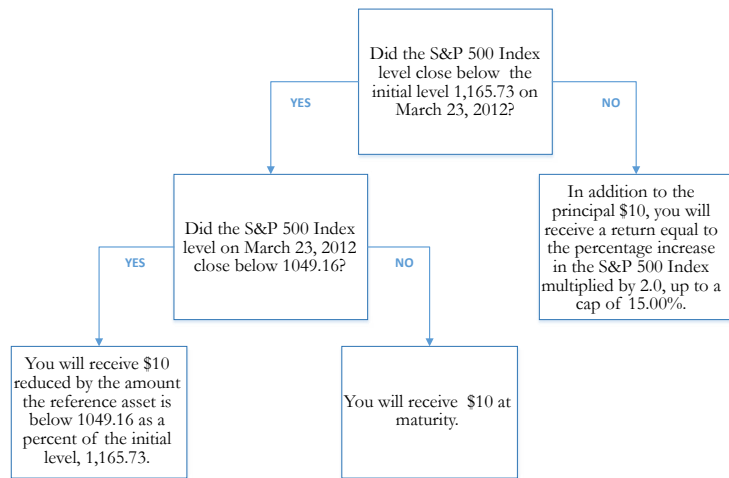 Did the S&P 500 Index
level close below the
initial level 1,165.73 on
March 23, 2012?
YES
NO
Did the S&P 500 Index
level on March 23, 2012
close below 1049.16?
In addition to the
principal $10, you will
receive a return equal to
the percentage increase
in the S&P 500 Index
multiplied by 2.0, up to a
cap of 15.00%.
YES
NO
You will receive $10
reduced by the amount
the reference asset is
below 1049.16 as a
percent of the initial
level, 1,165.73.
You will receive $10 at
maturity.